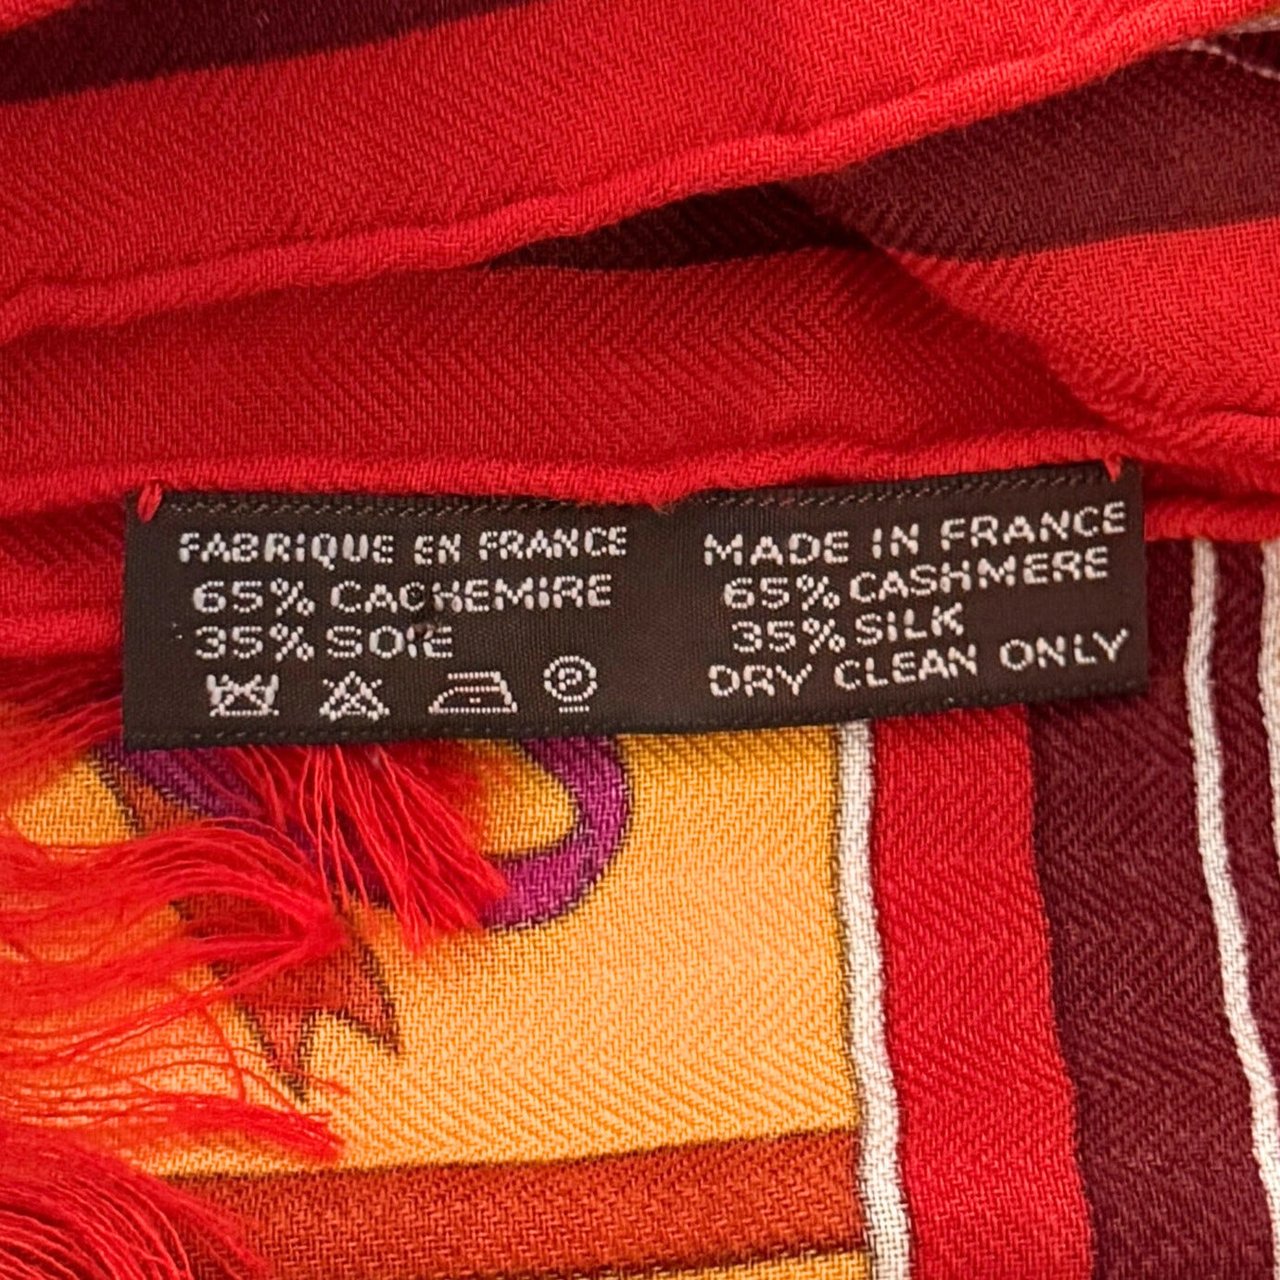 FABRIQUE EN FRANCE
65% CACHEMIRE
35% SOIE
P
MADE IN FRANCE
65% CASHMERE
35% SILK
DRY CLEAN ONLY